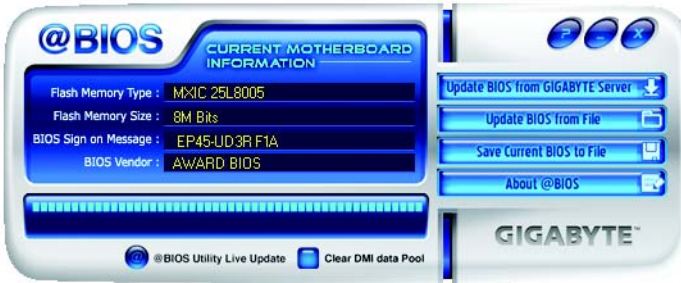 @BIOS
CURRENT MOTHERBOARD
INFORMATION
Flash Memory Type : MXIC 25L8005
Flash Memory Size : 8M Bits
BIOS Sign on Message : EP45-UD3R F1A
BIOS Vendor : AWARD BIOS
@BIOS Utility Live Update
Clear DMI data Pool
? _ X
Update BIOS from GIGABYTE Server
Update BIOS from File
Save Current BIOS to File
About @BIOS
GIGABYTE™